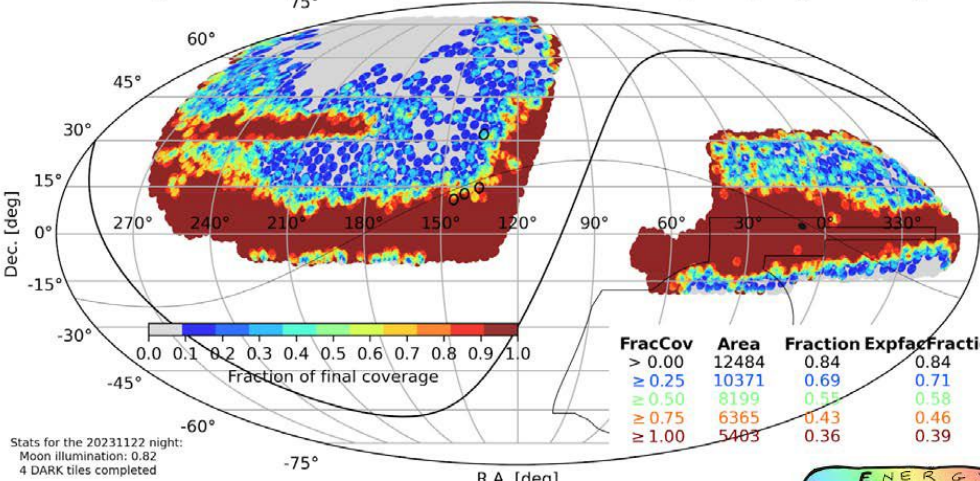 75°
60°
45°
30°
15°
0°
-15°
-30°
-45°
-60°
-75°
Dec. [deg]
270° 240° 210° 180° 150° 120° 90° 60° 30° 0° 330°
R.A. [deg]
0.0 0.1 0.2 0.3 0.4 0.5 0.6 0.7 0.8 0.9 1.0
Fraction of final coverage
FracCov Area Fraction ExpfacFracti
> 0.00 12484 0.84 0.84
≥ 0.25 10371 0.69 0.71
≥ 0.50 8199 0.55 0.58
≥ 0.75 6365 0.43 0.46
≥ 1.00 5403 0.36 0.39
Stats for the 20231122 night:
Moon illumination: 0.82
4 DARK tiles completed
E N E R G